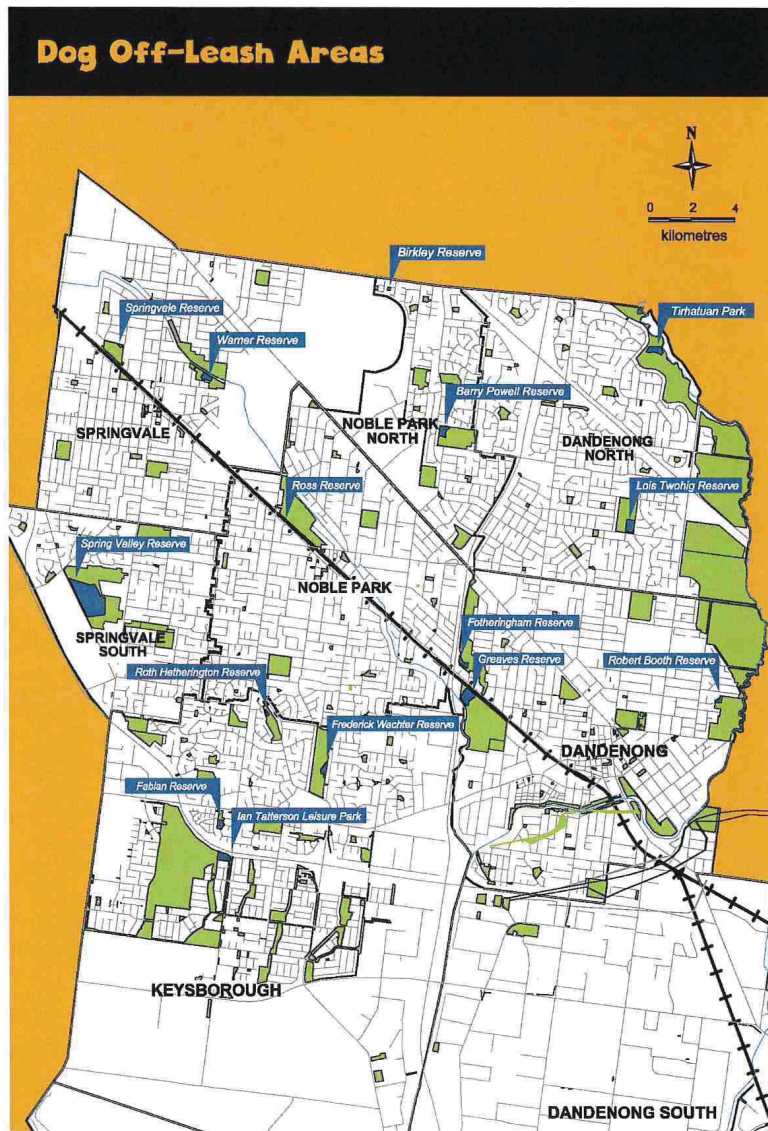 Dog Off-Leash Areas
N
0 2 4
kilometres
Birkley Reserve
Springvale Reserve
Tirhatuan Park
Warner Reserve
Barry Powell Reserve
SPRINGVALE
NOBLE PARK
NORTH
DANDENONG
NORTH
Ross Reserve
Lois Twohig Reserve
Spring Valley Reserve
NOBLE PARK
Fotheringham Reserve
SPRINGVALE
SOUTH
Greaves Reserve
Robert Booth Reserve
Roth Hetherington Reserve
Frederick Wachter Reserve
DANDENONG
Fabian Reserve
Ian Tatterson Leisure Park
KEYSBOROUGH
DANDENONG SOUTH